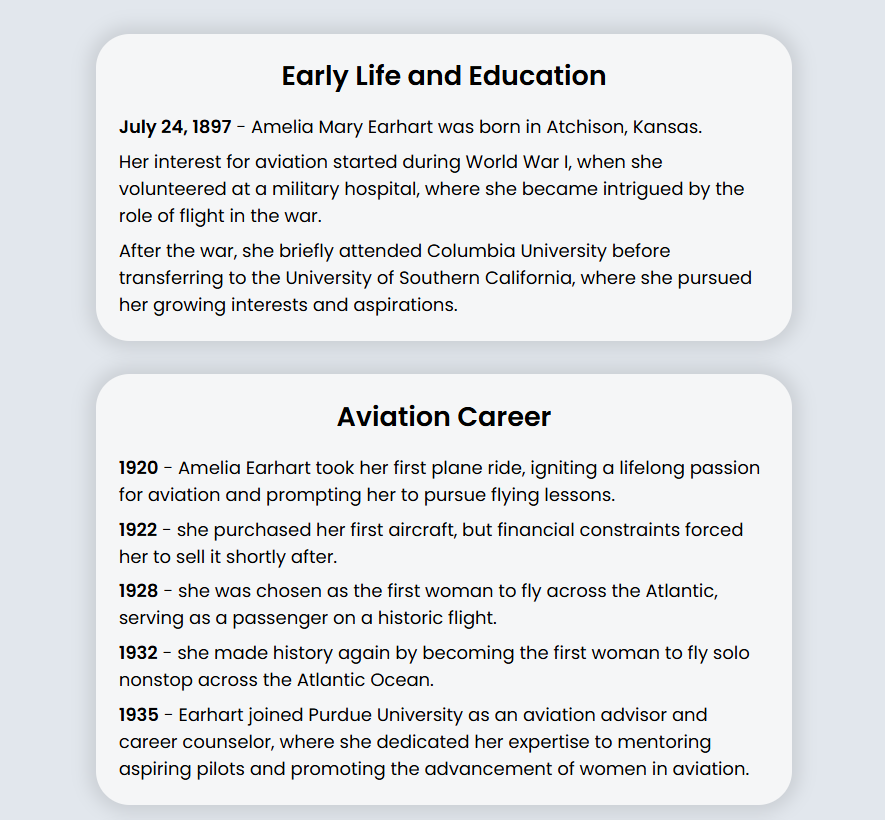 Early Life and Education
July 24, 1897 - Amelia Mary Earhart was born in Atchison, Kansas.
Her interest for aviation started during World War I, when she
volunteered at a military hospital, where she became intrigued by the
role of flight in the war.
After the war, she briefly attended Columbia University before
transferring to the University of Southern California, where she pursued
her growing interests and aspirations.
Aviation Career
1920 - Amelia Earhart took her first plane ride, igniting a lifelong passion
for aviation and prompting her to pursue flying lessons.
1922 - she purchased her first aircraft, but financial constraints forced
her to sell it shortly after.
1928 - she was chosen as the first woman to fly across the Atlantic,
serving as a passenger on a historic flight.
1932 - she made history again by becoming the first woman to fly solo
nonstop across the Atlantic Ocean.
1935 - Earhart joined Purdue University as an aviation advisor and
career counselor, where she dedicated her expertise to mentoring
aspiring pilots and promoting the advancement of women in aviation.